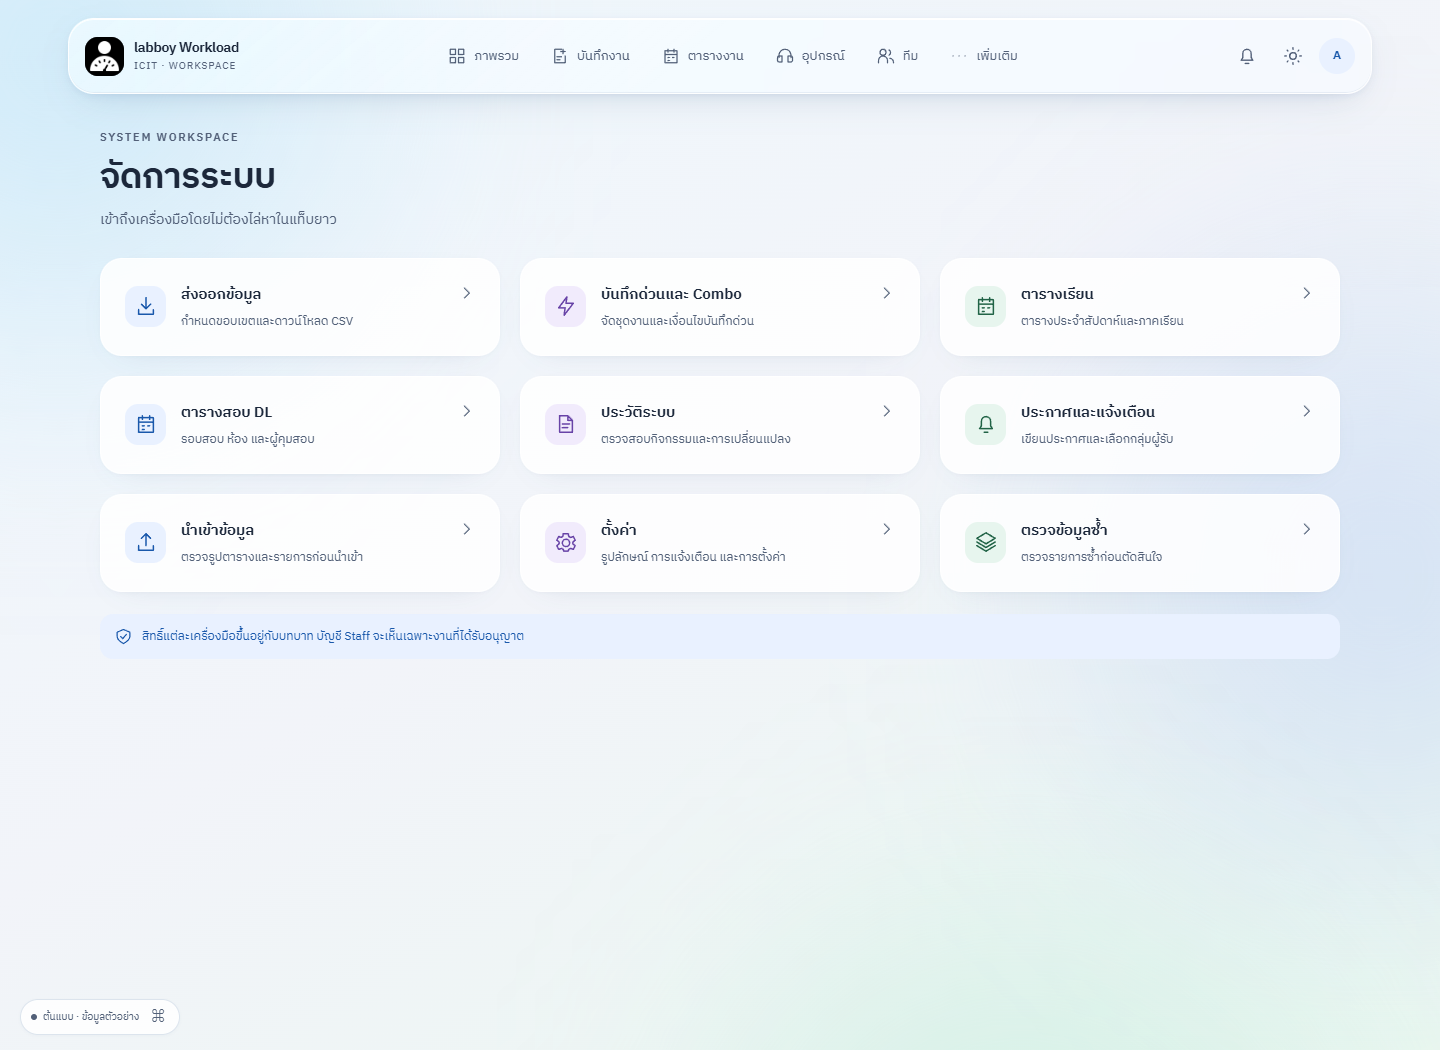 labboy Workload
ICIT · WORKSPACE
ภาพรวม
บันทึกงาน
ตารางงาน
อุปกรณ์
ทีม
เพิ่มเติม
A
SYSTEM WORKSPACE
จัดการระบบ
เข้าถึงเครื่องมือโดยไม่ต้องไล่หาในแท็บยาว
ส่งออกข้อมูล
กำหนดขอบเขตและดาวน์โหลด CSV
บันทึกด่วนและ Combo
จัดชุดงานและเงื่อนไขบันทึกด่วน
ตารางเรียน
ตารางประจำสัปดาห์และภาคเรียน
ตารางสอบ DL
รอบสอบ ห้อง และผู้คุมสอบ
ประวัติระบบ
ตรวจสอบกิจกรรมและการเปลี่ยนแปลง
ประกาศและแจ้งเตือน
เขียนประกาศและเลือกกลุ่มผู้รับ
นำเข้าข้อมูล
ตรวจรูปตารางและรายการก่อนนำเข้า
ตั้งค่า
รูปลักษณ์ การแจ้งเตือน และการตั้งค่า
ตรวจข้อมูลซ้ำ
ตรวจรายการซ้ำก่อนตัดสินใจ
สิทธิ์แต่ละเครื่องมือขึ้นอยู่กับบทบาท บัญชี Staff จะเห็นเฉพาะงานที่ได้รับอนุญาต
ต้นแบบ · ข้อมูลตัวอย่าง ⌘